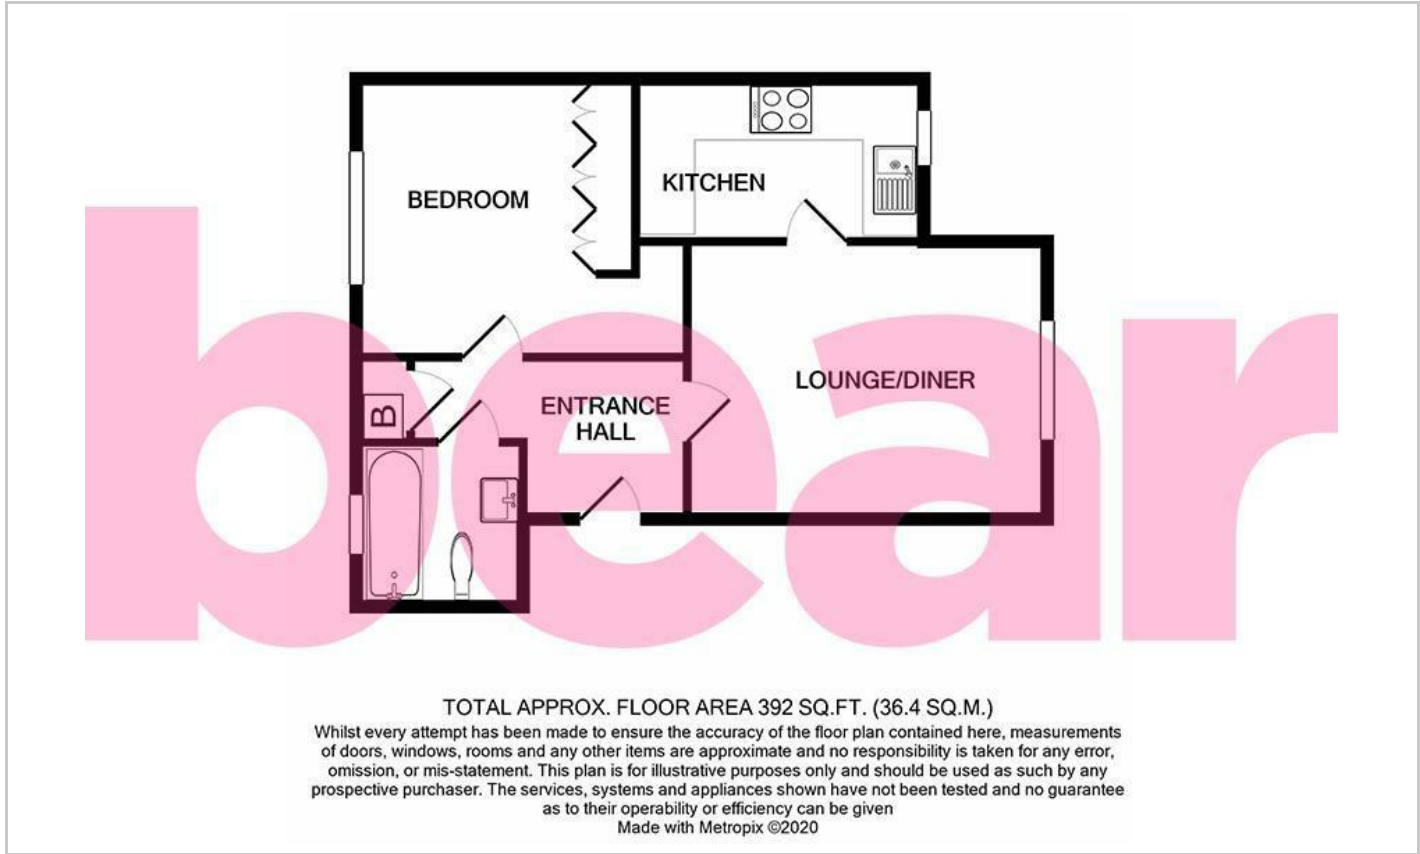 BEDROOM
KITCHEN
LOUNGE/DINER
ENTRANCE
HALL
B
bear
TOTAL APPROX. FLOOR AREA 392 SQ.FT. (36.4 SQ.M.)
Whilst every attempt has been made to ensure the accuracy of the floor plan contained here, measurements
of doors, windows, rooms and any other items are approximate and no responsibility is taken for any error,
omission, or mis-statement. This plan is for illustrative purposes only and should be used as such by any
prospective purchaser. The services, systems and appliances shown have not been tested and no guarantee
as to their operability or efficiency can be given
Made with Metropix ©2020